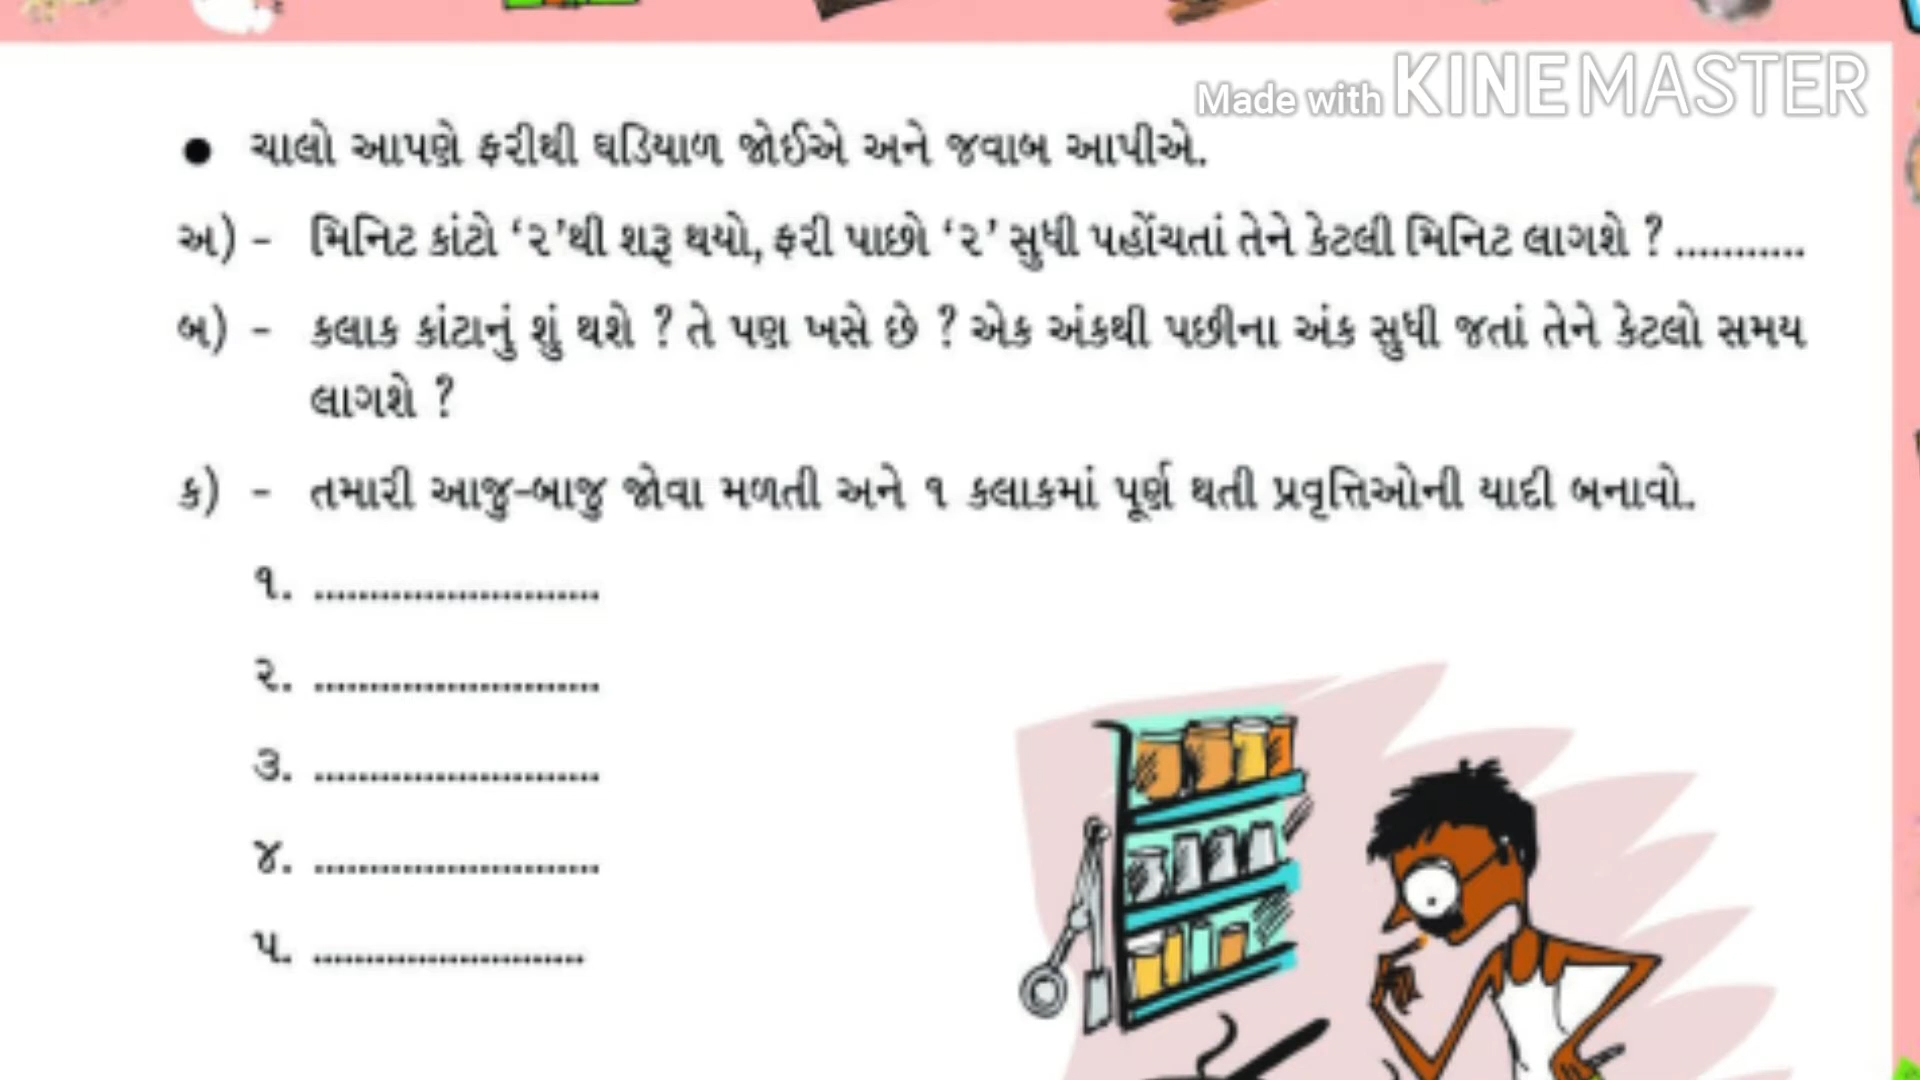 Made with KINEMASTER
● ચાલો આપણે ફરીથી ઘડિયાળ જોઈએ અને જવાબ આપીએ.
અ) - મિનિટ કાંટો ‘૨’થી શરૂ થયો, ફરી પાછો ‘૨’ સુધી પહોંચતાં તેને કેટલી મિનિટ લાગશે ? ...........
બ) - કલાક કાંટાનું શું થશે ? તે પણ ખસે છે ? એક અંકથી પછીના અંક સુધી જતાં તેને કેટલો સમય
લાગશે ?
ક) - તમારી આજુ-બાજુ જોવા મળતી અને ૧ કલાકમાં પૂર્ણ થતી પ્રવૃત્તિઓની યાદી બનાવો.
૧. ..........................
૨. ..........................
૩. ..........................
૪. ..........................
૫. .........................